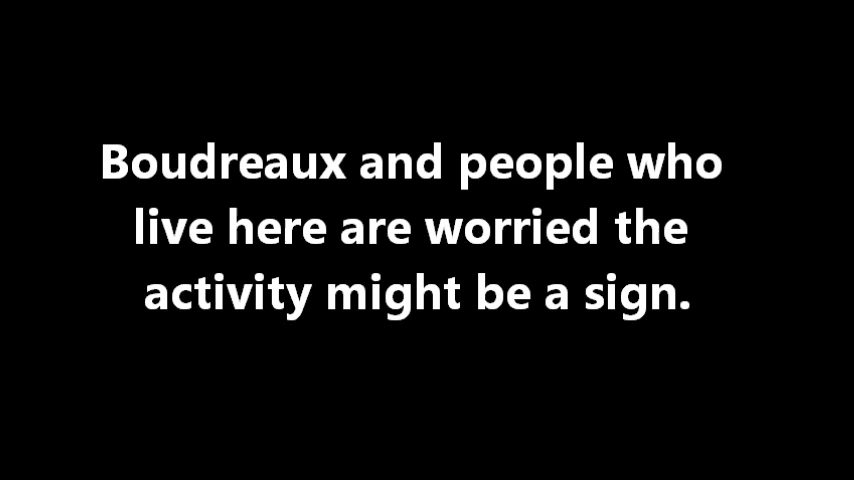 Boudreaux and people who
live here are worried the
activity might be a sign.